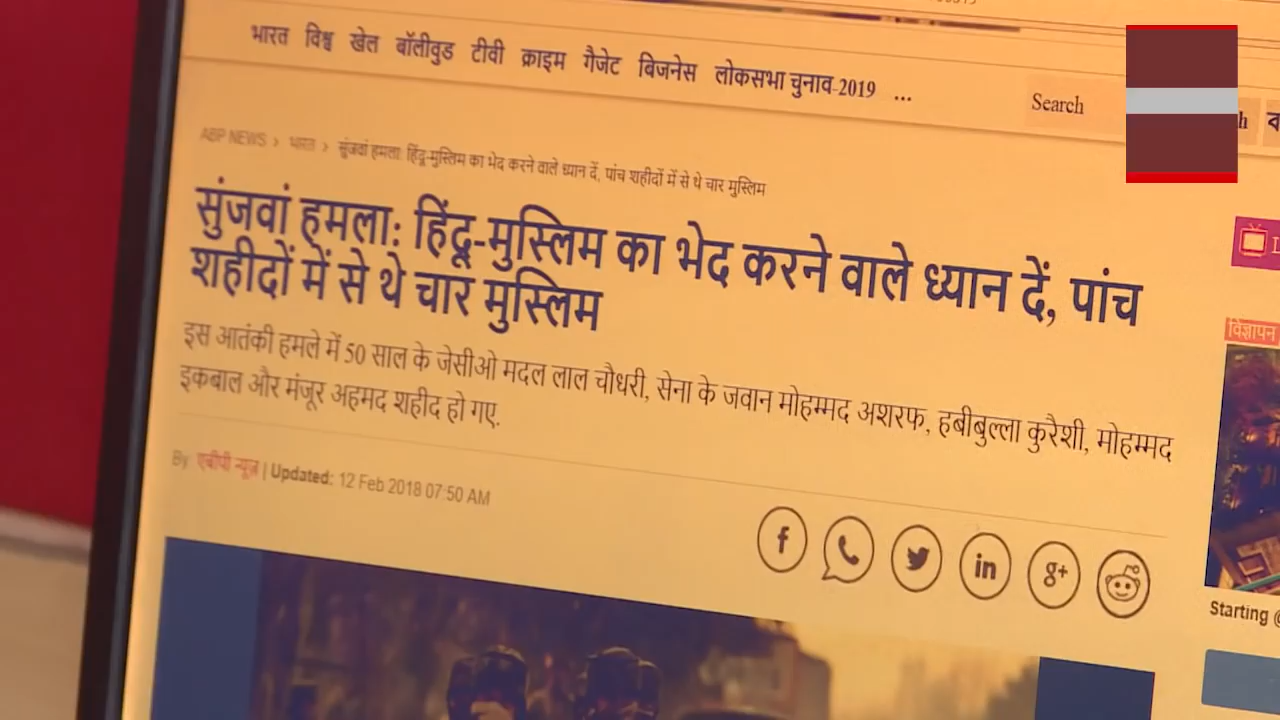 भारत विश्व खेल बॉलीवुड टीवी क्राइम गैजेट बिजनेस लोकसभा चुनाव-2019 ...
Search
ABP NEWS › भारत › सुंजवां हमला: हिंदू-मुस्लिम का भेद करने वाले ध्यान दें, पांच शहीदों में से थे चार मुस्लिम
सुंजवां हमला: हिंदू-मुस्लिम का भेद करने वाले ध्यान दें, पांच
शहीदों में से थे चार मुस्लिम
इस आतंकी हमले में 50 साल के जेसीओ मदल लाल चौधरी, सेना के जवान मोहम्मद अशरफ, हबीबुल्ला कुरैशी, मोहम्मद
इकबाल और मंजूर अहमद शहीद हो गए.
By एबीपी न्यूज़ | Updated: 12 Feb 2018 07:50 AM
विज्ञापन
Starting @